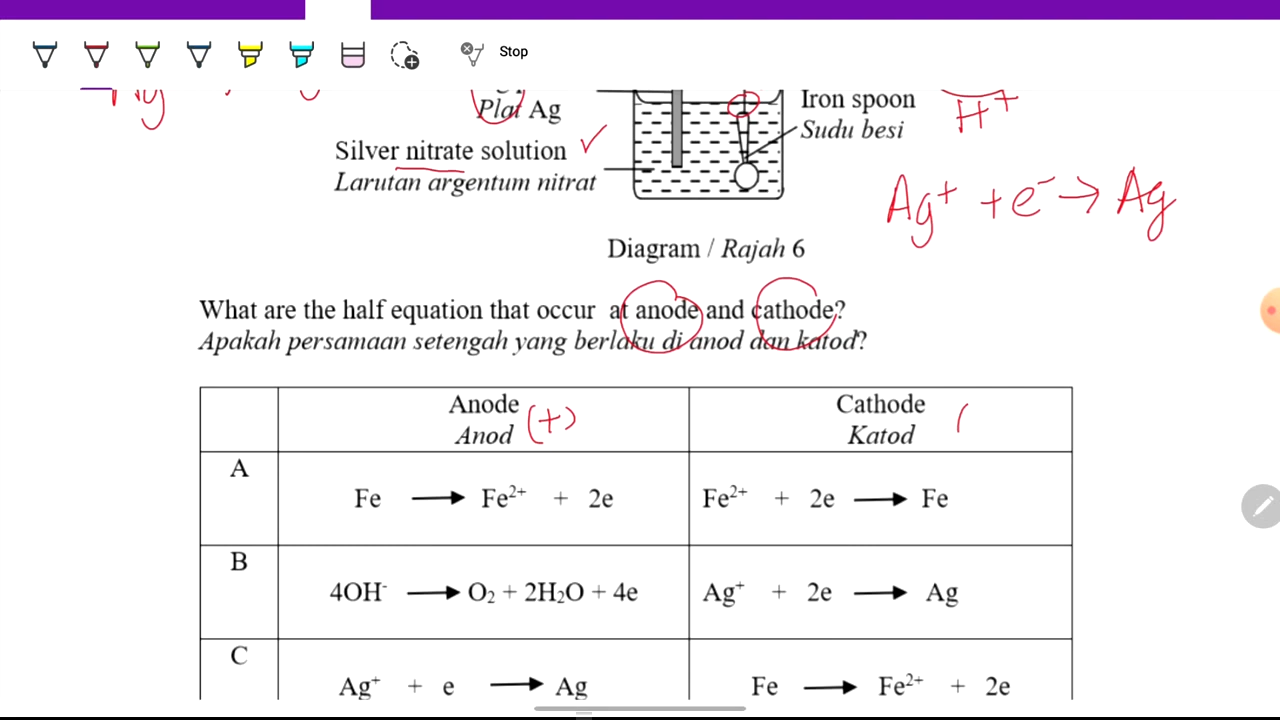 Stop
Plat Ag
Iron spoon
Sudu besi
H+
Silver nitrate solution
Larutan argentum nitrat
Ag+ + e- → Ag
Diagram / Rajah 6
What are the half equation that occur at anode and cathode?
Apakah persamaan setengah yang berlaku di anod dan katod?
Anode
Anod (+)
Cathode
Katod (
A
Fe → Fe²⁺ + 2e
Fe²⁺ + 2e → Fe
B
4OH⁻ → O₂ + 2H₂O + 4e
Ag⁺ + 2e → Ag
C
Ag⁺ + e → Ag
Fe → Fe²⁺ + 2e